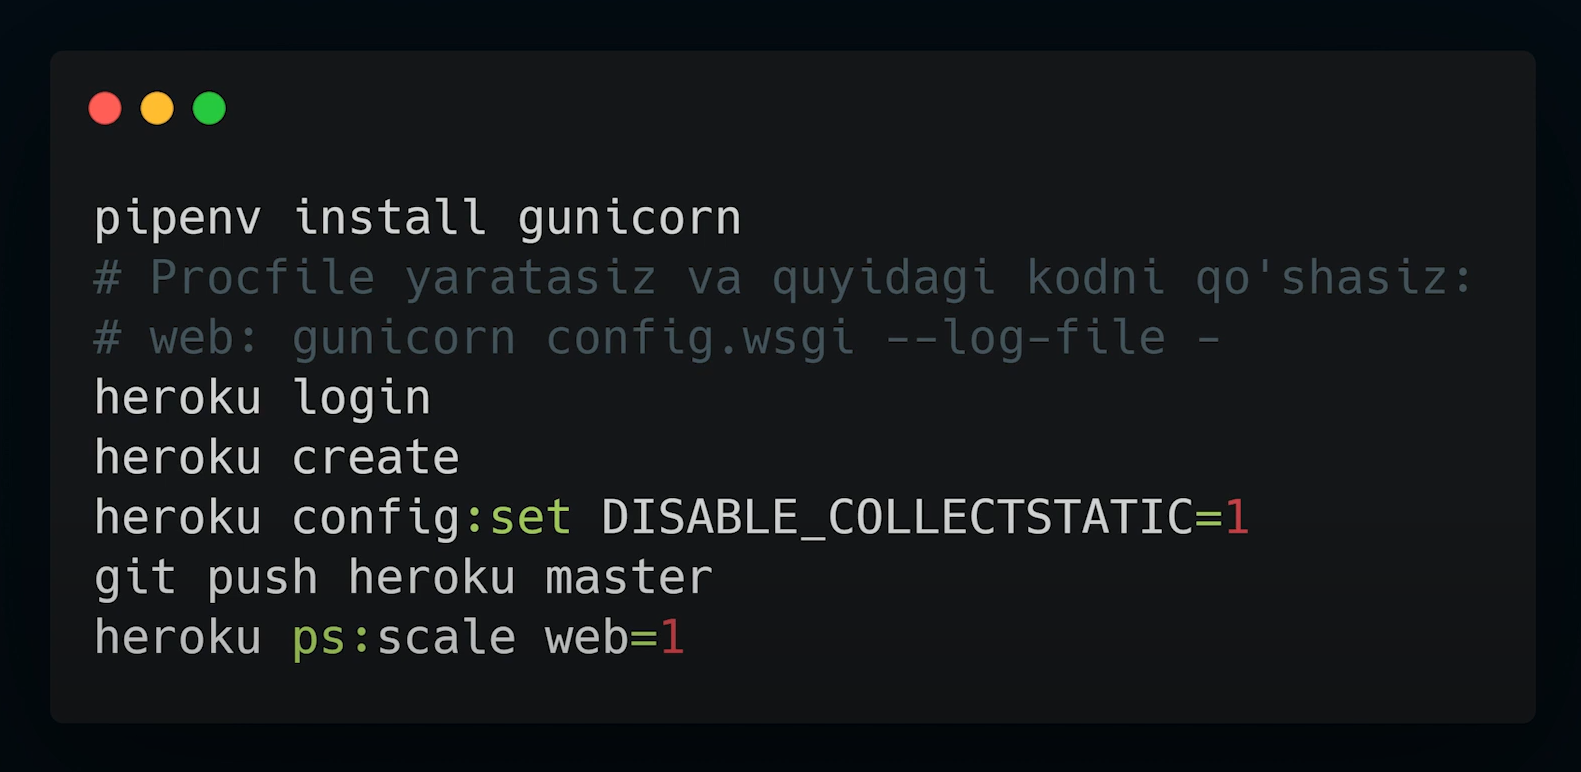 pipenv install gunicorn
# Procfile yaratasiz va quyidagi kodni qo'shasiz:
# web: gunicorn config.wsgi --log-file -
heroku login
heroku create
heroku config:set DISABLE_COLLECTSTATIC=1
git push heroku master
heroku ps:scale web=1